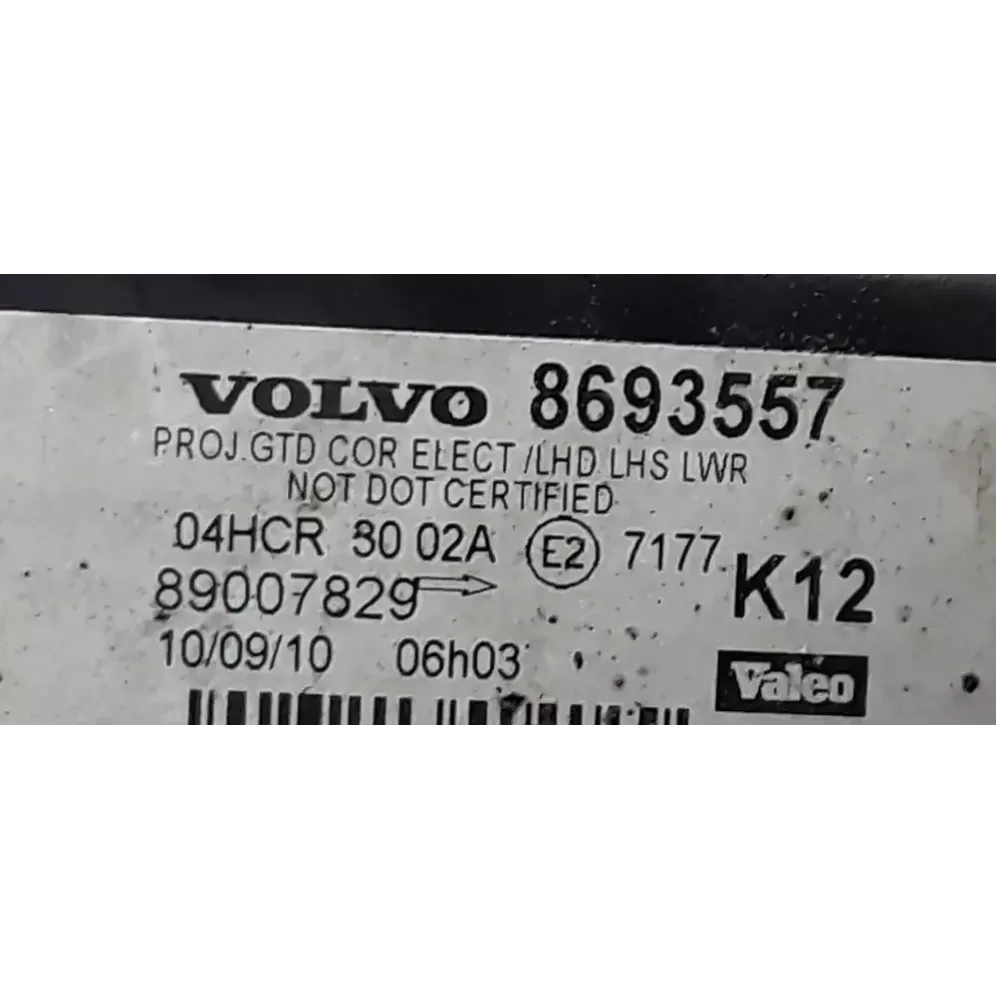 VOLVO 8693557
PROJ.GTD COR ELECT /LHD LHS LWR
NOT DOT CERTIFIED
04HCR 30 02A E2 7177 K12
89007829
10/09/10 06h03
Valeo